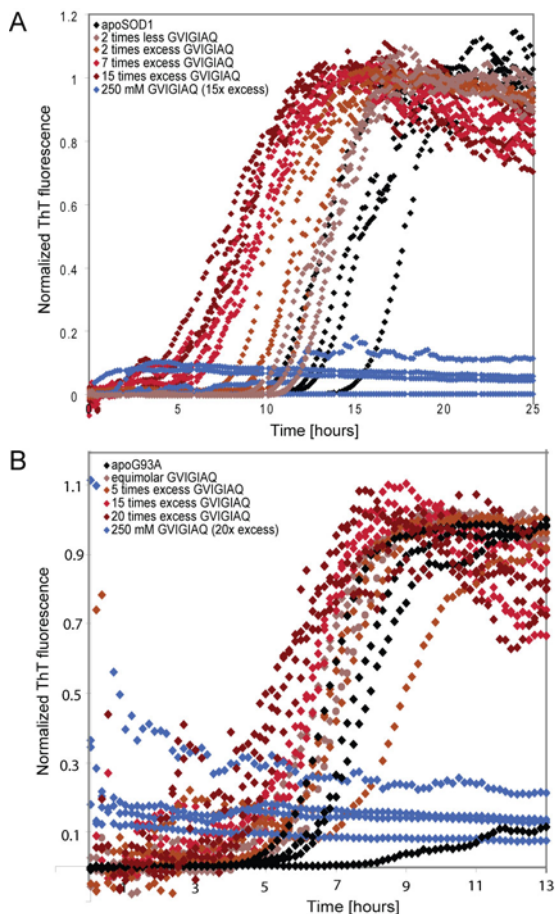 A
apoSOD1
2 times less GVIGIAQ
2 times excess GVIGIAQ
7 times excess GVIGIAQ
15 times excess GVIGIAQ
250 mM GVIGIAQ (15x excess)
Normalized ThT fluorescence
1
0.8
0.6
0.4
0.2
0
0 5 10 15 20 25
Time [hours]
B
apoG93A
equimolar GVIGIAQ
5 times excess GVIGIAQ
15 times excess GVIGIAQ
20 times excess GVIGIAQ
250 mM GVIGIAQ (20x excess)
Normalized ThT fluorescence
1.1
0.9
0.7
0.5
0.3
0.1
3 5 7 9 11 13
Time [hours]